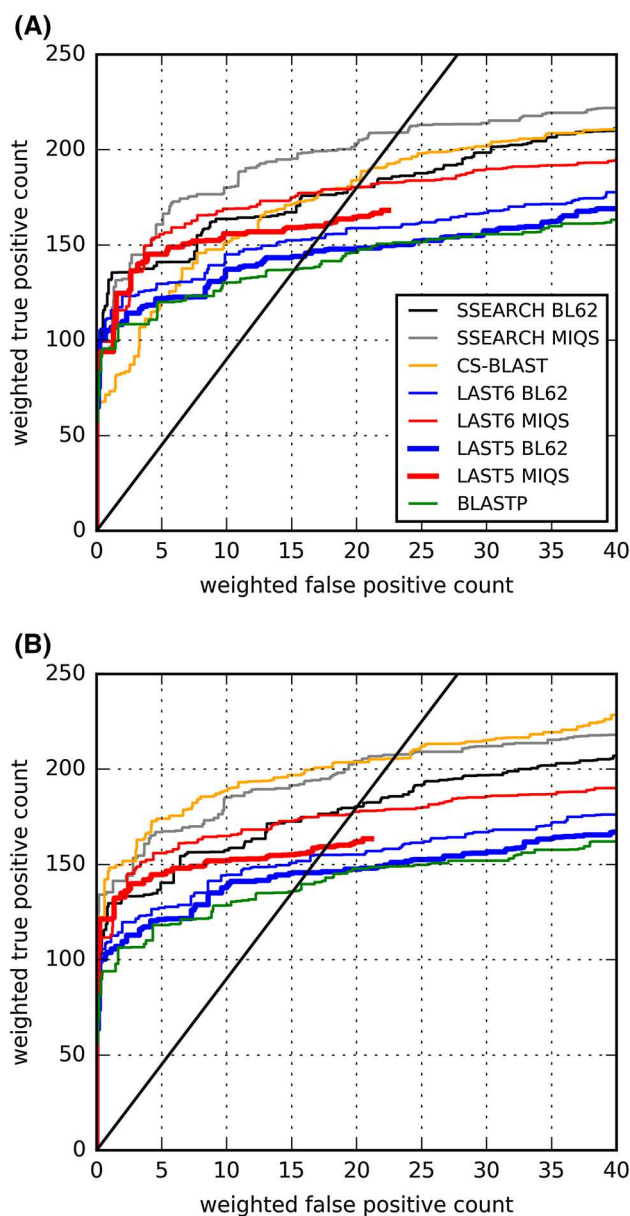 (A)
250
200
150
100
50
0
weighted true positive count
SSEARCH BL62
SSEARCH MIQS
CS-BLAST
LAST6 BL62
LAST6 MIQS
LAST5 BL62
LAST5 MIQS
BLASTP
0 5 10 15 20 25 30 35 40
weighted false positive count
(B)
250
200
150
100
50
0
weighted true positive count
0 5 10 15 20 25 30 35 40
weighted false positive count